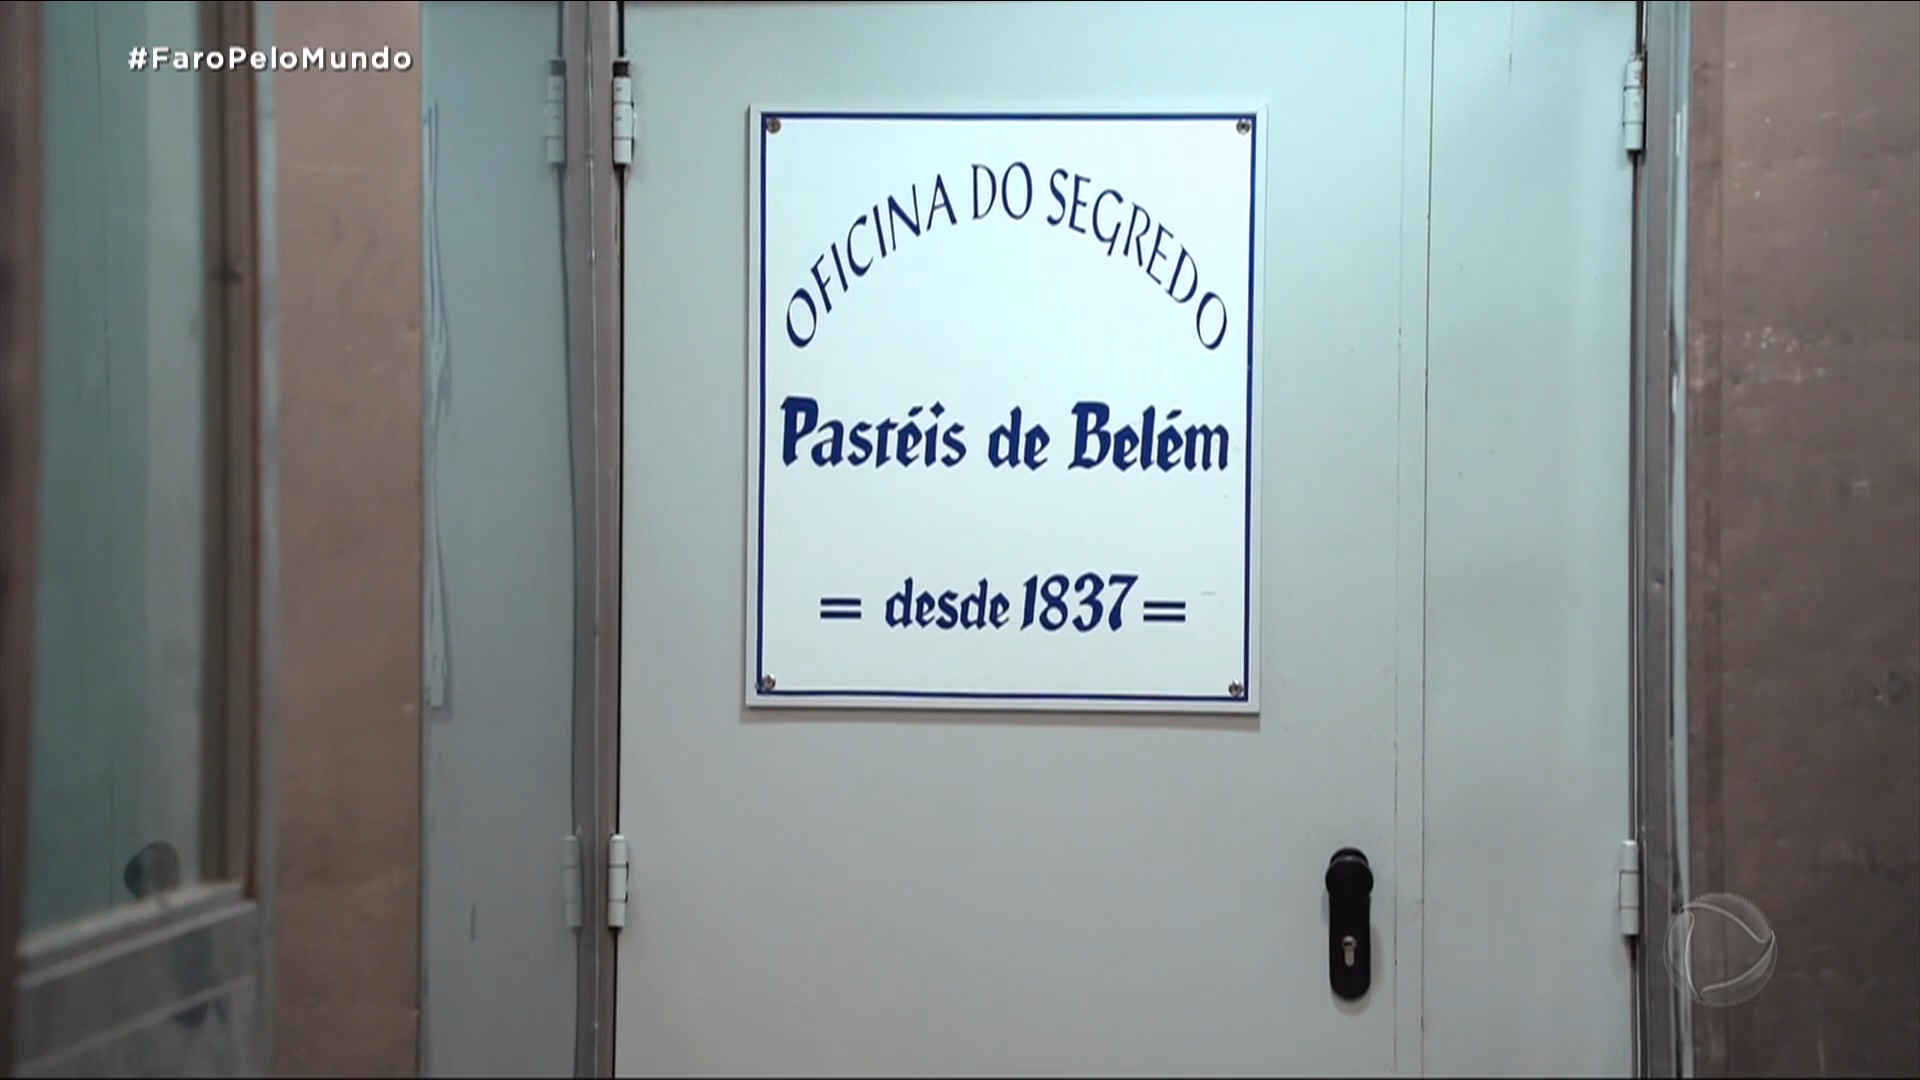 #FaroPeloMundo
OFICINA DO SEGREDO
Pastéis de Belém
= desde 1837 =